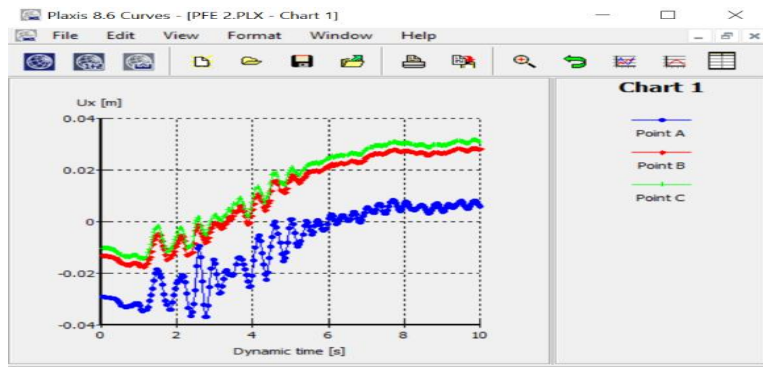 Plaxis 8.6 Curves - [PFE 2.PLX - Chart 1]
File Edit View Format Window Help
Chart 1
Ux [m]
0.04
0.02
0
-0.02
-0.04
0 2 4 6 8 10
Dynamic time [s]
Point A
Point B
Point C